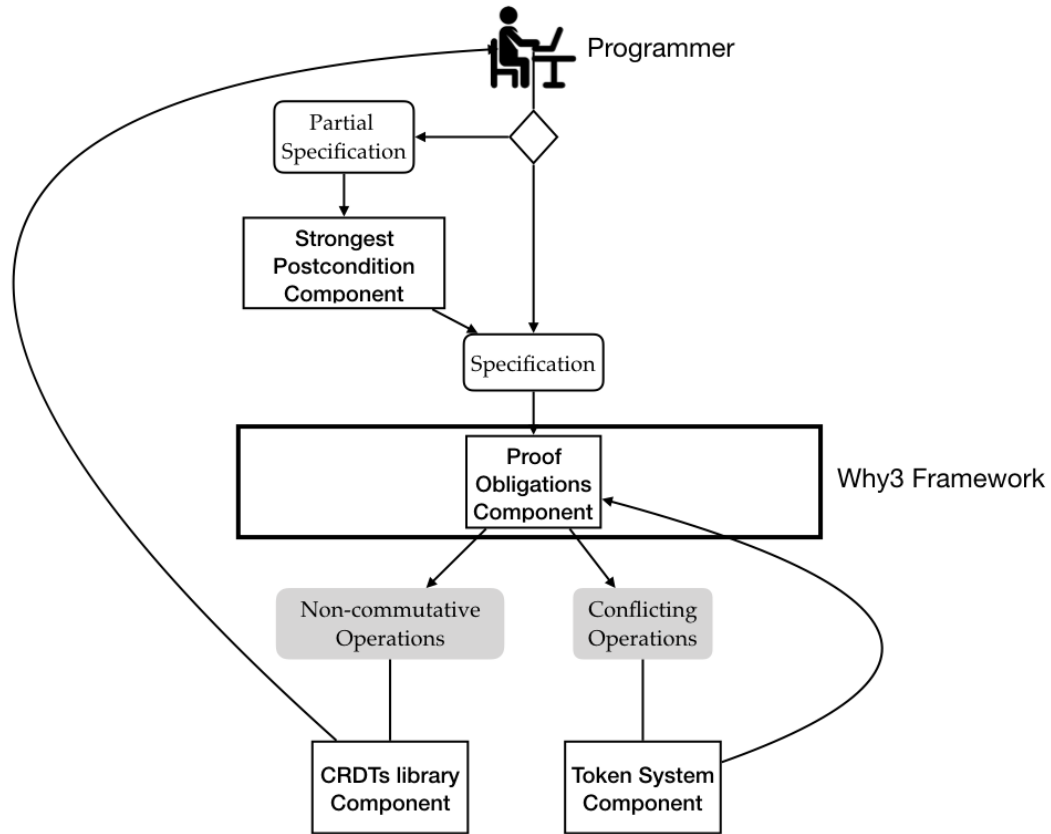 Programmer
Partial
Specification
Strongest
Postcondition
Component
Specification
Proof
Obligations
Component
Why3 Framework
Non-commutative
Operations
Conflicting
Operations
CRDTs library
Component
Token System
Component